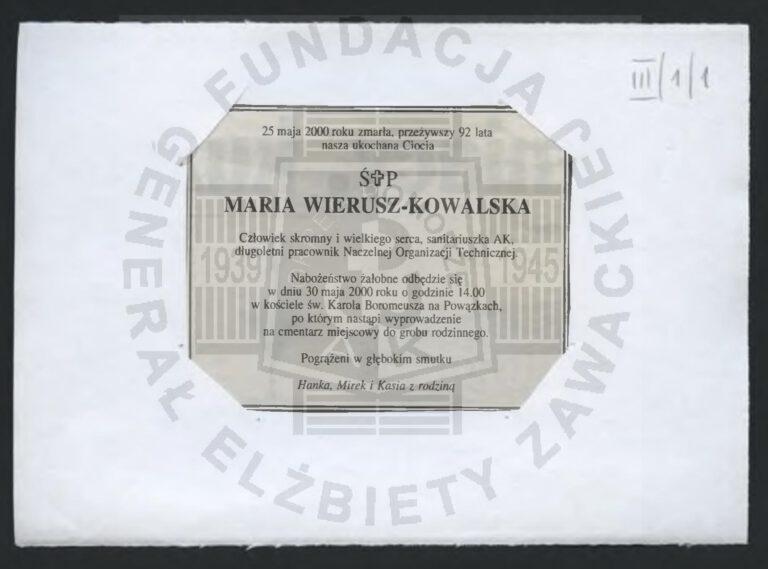 III/1/1
25 maja 2000 roku zmarła, przeżywszy 92 lata
nasza ukochana Ciocia
Ś✞P
MARIA WIERUSZ-KOWALSKA
Człowiek skromny i wielkiego serca, sanitariuszka AK,
długoletni pracownik Naczelnej Organizacji Technicznej.
Nabożeństwo żałobne odbędzie się
w dniu 30 maja 2000 roku o godzinie 14.00
w kościele św. Karola Boromeusza na Powązkach,
po którym nastąpi wyprowadzenie
na cmentarz miejscowy do grobu rodzinnego.
Pogrążeni w głębokim smutku
Hanka, Mirek i Kasia z rodziną
FUNDACJA
GENERAŁ ELŻBIETY ZAWACKIEJ
1939
1945
AK